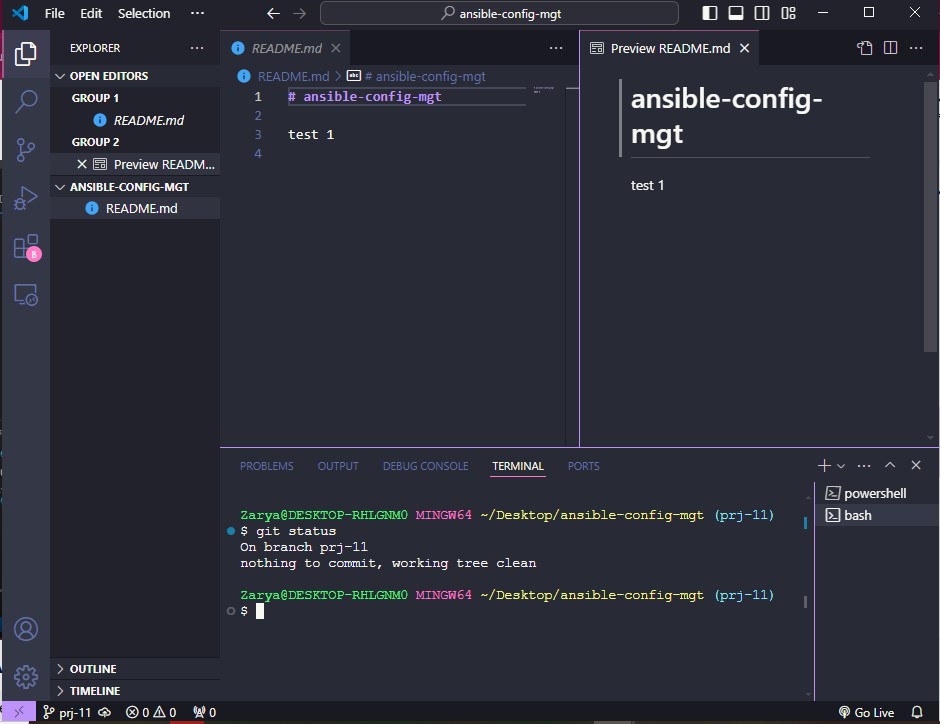 File Edit Selection ··· ansible-config-mgt
EXPLORER ···
OPEN EDITORS
GROUP 1
README.md
GROUP 2
Preview READM...
ANSIBLE-CONFIG-MGT
README.md
8
OUTLINE
TIMELINE
README.md
README.md > abc # ansible-config-mgt
1 # ansible-config-mgt
2
3 test 1
4
Preview README.md
ansible-config-
mgt
test 1
PROBLEMS OUTPUT DEBUG CONSOLE TERMINAL PORTS
Zarya@DESKTOP-RHLGNM0 MINGW64 ~/Desktop/ansible-config-mgt (prj-11)
$ git status
On branch prj-11
nothing to commit, working tree clean
Zarya@DESKTOP-RHLGNM0 MINGW64 ~/Desktop/ansible-config-mgt (prj-11)
$
powershell
bash
prj-11 0 0 0 Go Live